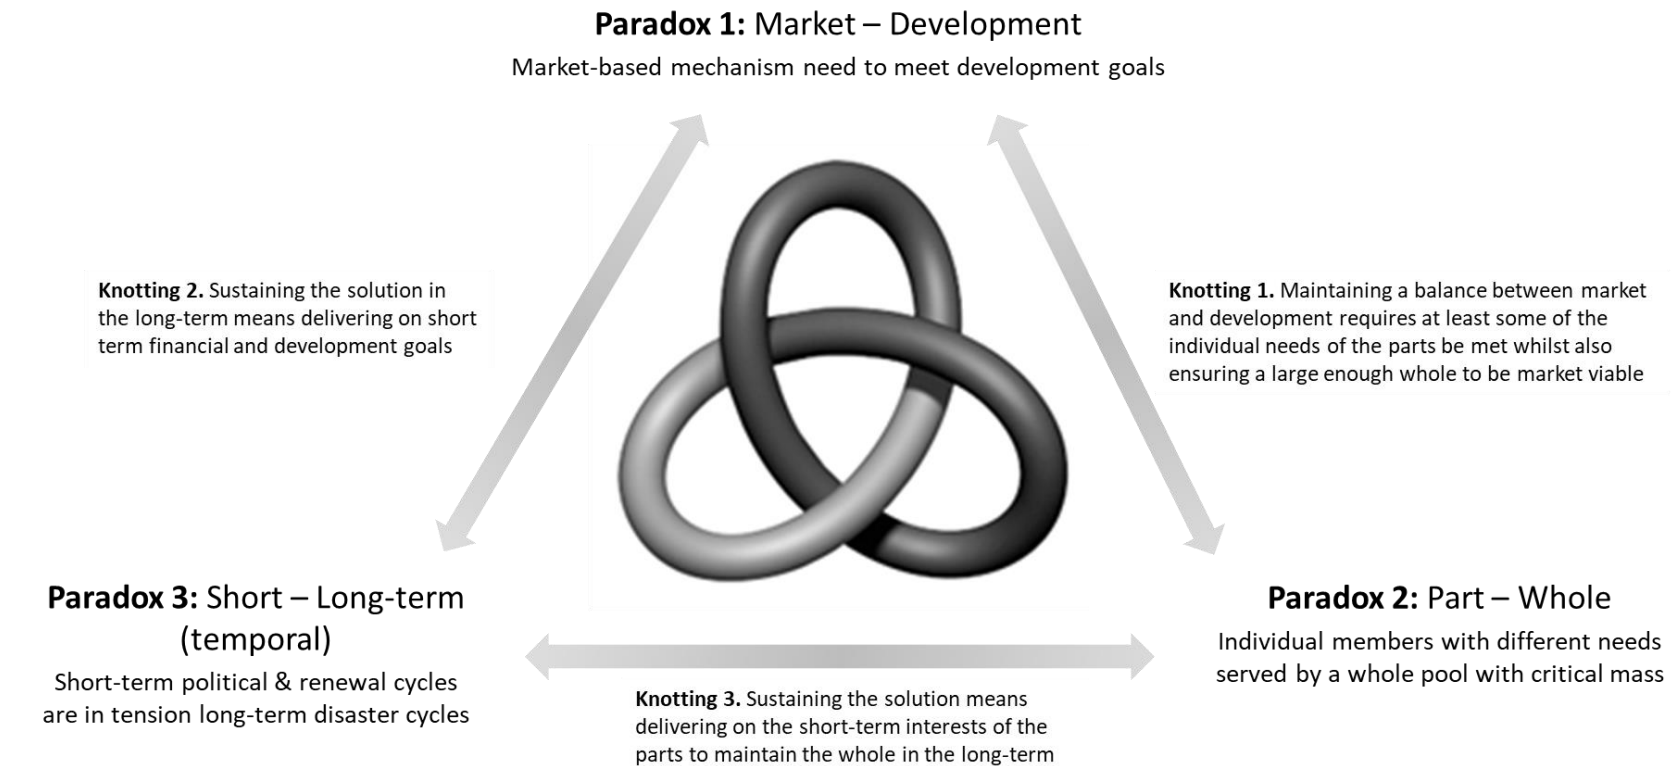 Paradox 1: Market – Development
Market-based mechanism need to meet development goals
Knotting 2. Sustaining the solution in
the long-term means delivering on short
term financial and development goals
Knotting 1. Maintaining a balance between market
and development requires at least some of the
individual needs of the parts be met whilst also
ensuring a large enough whole to be market viable
Paradox 3: Short – Long-term
(temporal)
Short-term political & renewal cycles
are in tension long-term disaster cycles
Paradox 2: Part – Whole
Individual members with different needs
served by a whole pool with critical mass
Knotting 3. Sustaining the solution means
delivering on the short-term interests of the
parts to maintain the whole in the long-term